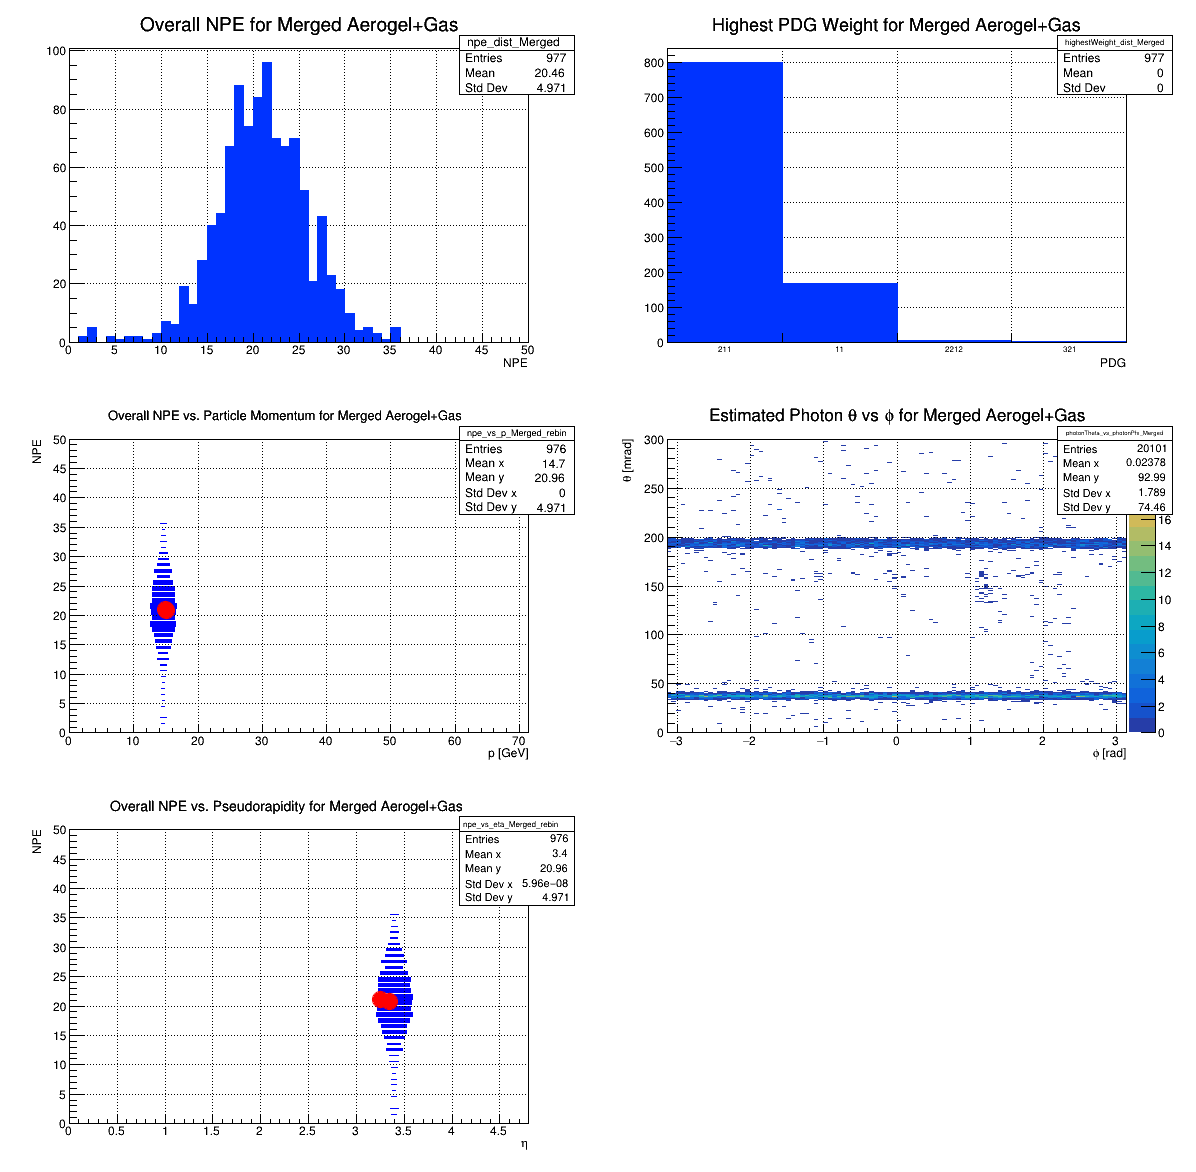 Overall NPE for Merged Aerogel+Gas
npe_dist_Merged
Entries 977
Mean 20.46
Std Dev 4.971
100
80
60
40
20
0
0 5 10 15 20 25 30 35 40 45 50
NPE
Highest PDG Weight for Merged Aerogel+Gas
highestWeight_dist_Merged
Entries 977
Mean 0
Std Dev 0
800
700
600
500
400
300
200
100
0
211 11 2212 321
PDG
Overall NPE vs. Particle Momentum for Merged Aerogel+Gas
npe_vs_p_Merged_rebin
Entries 976
Mean x 14.7
Mean y 20.96
Std Dev x 0
Std Dev y 4.971
NPE
50
45
40
35
30
25
20
15
10
5
0
0 10 20 30 40 50 60 70
p [GeV]
Estimated Photon θ vs ϕ for Merged Aerogel+Gas
photonTheta_vs_photonPhi_Merged
Entries 20101
Mean x 0.02378
Mean y 92.99
Std Dev x 1.789
Std Dev y 74.46
θ [mrad]
300
250
200
150
100
50
0
−3 −2 −1 0 1 2 3
ϕ [rad]
16
14
12
10
8
6
4
2
0
Overall NPE vs. Pseudorapidity for Merged Aerogel+Gas
npe_vs_eta_Merged_rebin
Entries 976
Mean x 3.4
Mean y 20.96
Std Dev x 5.96e−08
Std Dev y 4.971
NPE
50
45
40
35
30
25
20
15
10
5
0
0 0.5 1 1.5 2 2.5 3 3.5 4 4.5
η